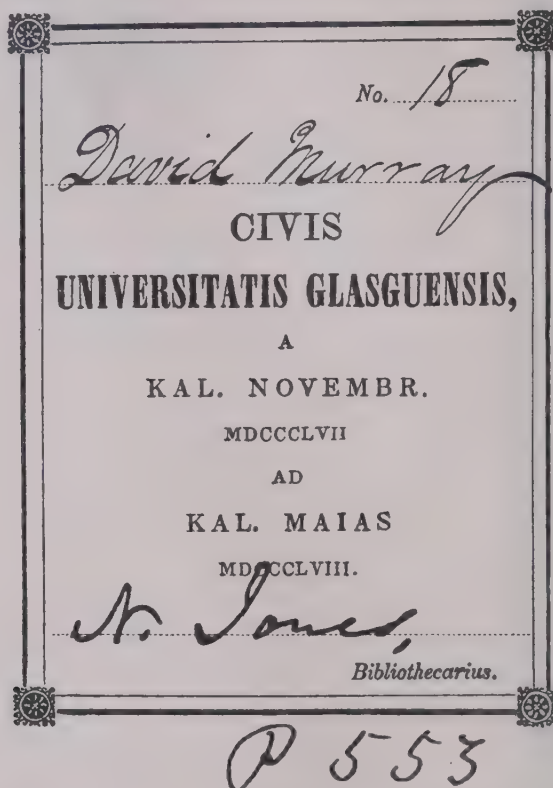 No. 18
David Murray
CIVIS
UNIVERSITATIS GLASGUENSIS,
A
KAL. NOVEMBR.
MDCCCLVII
AD
KAL. MAIAS
MDCCCLVIII.
N. Jones,
Bibliothecarius.
P 553